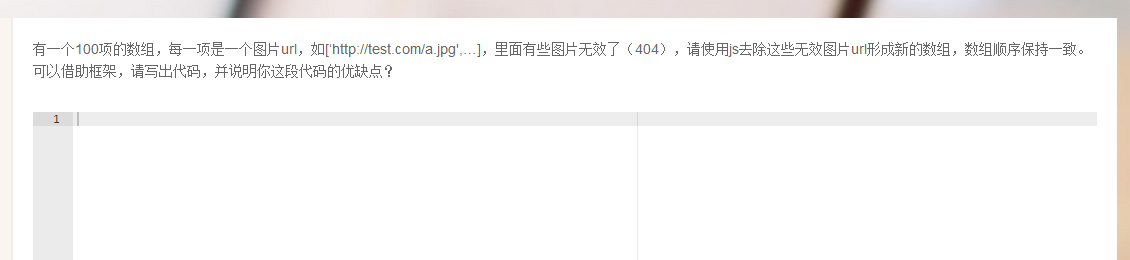 有一个100项的数组，每一项是一个图片url，如['http://test.com/a.jpg',…]，里面有些图片无效了（404），请使用js去除这些无效图片url形成新的数组，数组顺序保持一致。
可以借助框架，请写出代码，并说明你这段代码的优缺点？
1